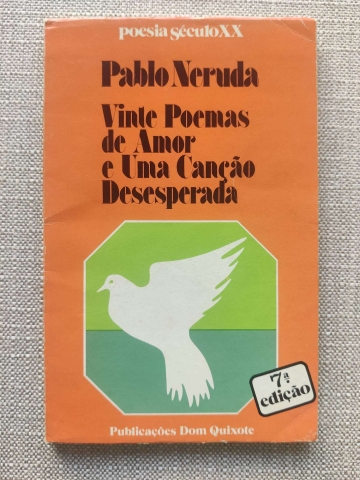 poesia século XX
Pablo Neruda
Vinte Poemas
de Amor
e Uma Canção
Desesperada
7ª
edição
Publicações Dom Quixote